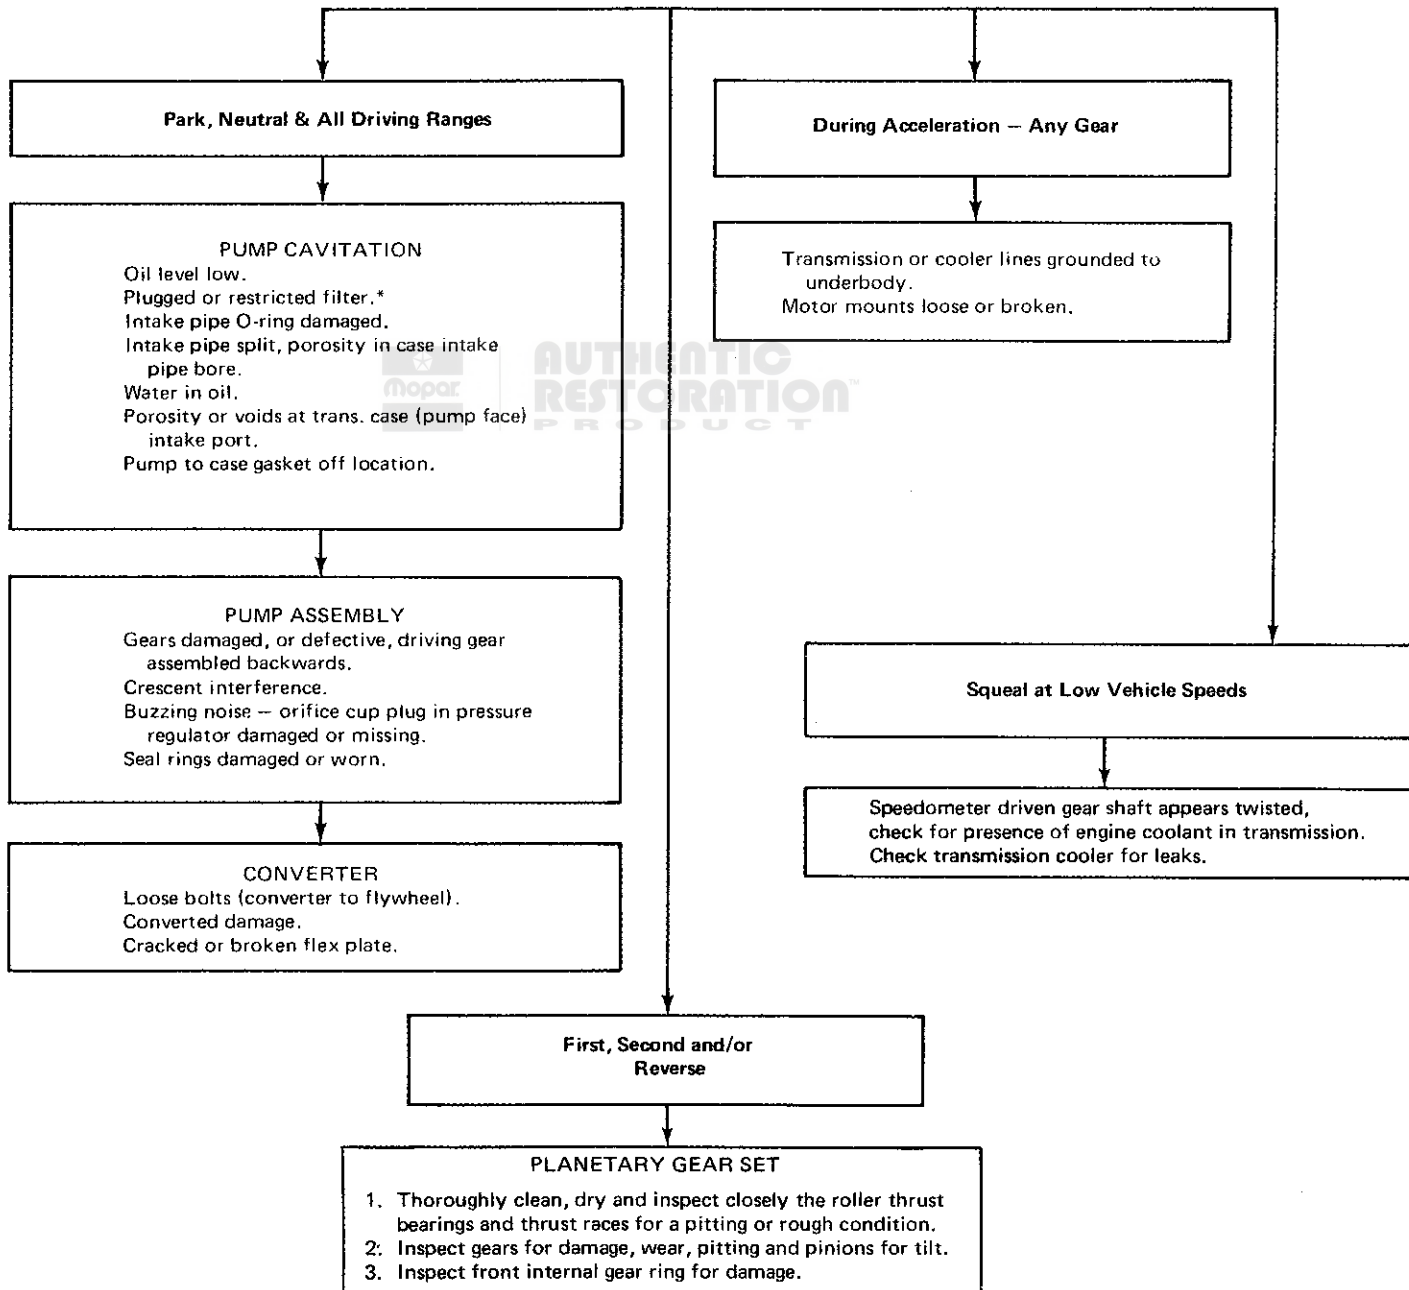 Park, Neutral & All Driving Ranges
PUMP CAVITATION
Oil level low.
Plugged or restricted filter.*
Intake pipe O-ring damaged.
Intake pipe split, porosity in case intake
pipe bore.
Water in oil.
Porosity or voids at trans. case (pump face)
intake port.
Pump to case gasket off location.
PUMP ASSEMBLY
Gears damaged, or defective, driving gear
assembled backwards.
Crescent interference.
Buzzing noise — orifice cup plug in pressure
regulator damaged or missing.
Seal rings damaged or worn.
CONVERTER
Loose bolts (converter to flywheel).
Converted damage.
Cracked or broken flex plate.
During Acceleration — Any Gear
Transmission or cooler lines grounded to
underbody.
Motor mounts loose or broken.
Mopar
AUTHENTIC
RESTORATION™
PRODUCT
Squeal at Low Vehicle Speeds
Speedometer driven gear shaft appears twisted,
check for presence of engine coolant in transmission.
Check transmission cooler for leaks.
First, Second and/or
Reverse
PLANETARY GEAR SET
1. Thoroughly clean, dry and inspect closely the roller thrust
bearings and thrust races for a pitting or rough condition.
2. Inspect gears for damage, wear, pitting and pinions for tilt.
3. Inspect front internal gear ring for damage.